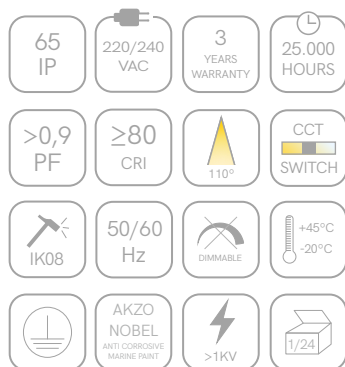 65
IP
220/240
VAC
3
YEARS
WARRANTY
25.000
HOURS
>0,9
PF
≥80
CRI
110°
CCT
SWITCH
IK08
50/60
Hz
DIMMABLE
+45°C
-20°C
AKZO
NOBEL
ANTI CORROSIVE
MARINE PAINT
>1KV
1/24